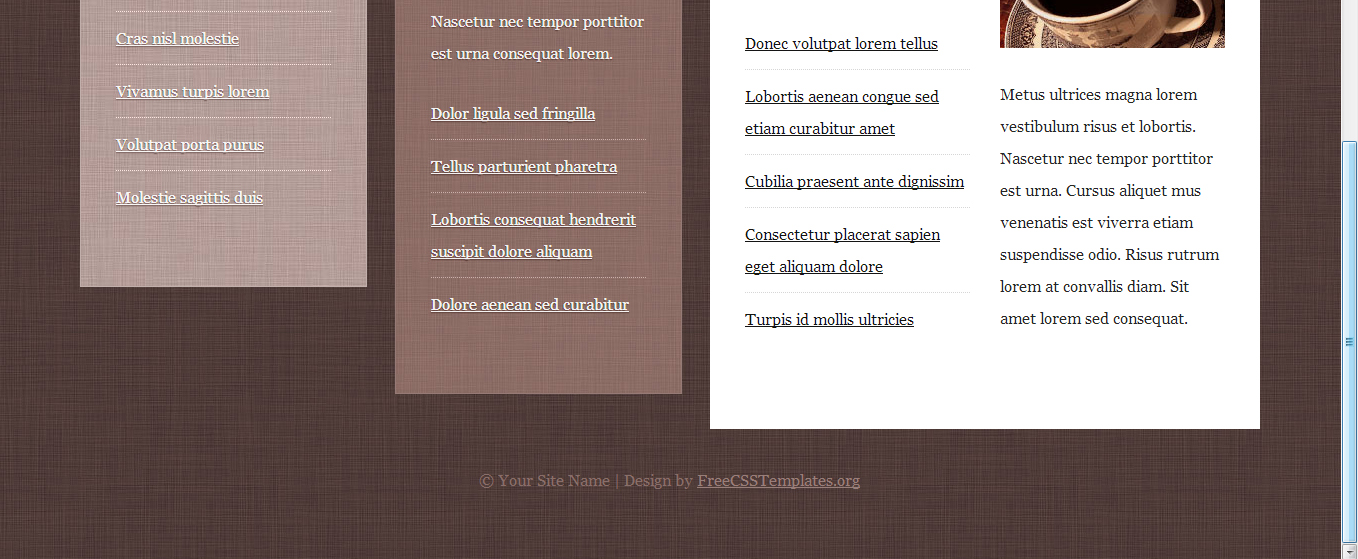 Cras nisl molestie
Vivamus turpis lorem
Volutpat porta purus
Molestie sagittis duis
Nascetur nec tempor porttitor
est urna consequat lorem.
Dolor ligula sed fringilla
Tellus parturient pharetra
Lobortis consequat hendrerit
suscipit dolore aliquam
Dolore aenean sed curabitur
Donec volutpat lorem tellus
Lobortis aenean congue sed
etiam curabitur amet
Cubilia praesent ante dignissim
Consectetur placerat sapien
eget aliquam dolore
Turpis id mollis ultricies
Metus ultrices magna lorem
vestibulum risus et lobortis.
Nascetur nec tempor porttitor
est urna. Cursus aliquet mus
venenatis est viverra etiam
suspendisse odio. Risus rutrum
lorem at convallis diam. Sit
amet lorem sed consequat.
© Your Site Name | Design by FreeCSSTemplates.org